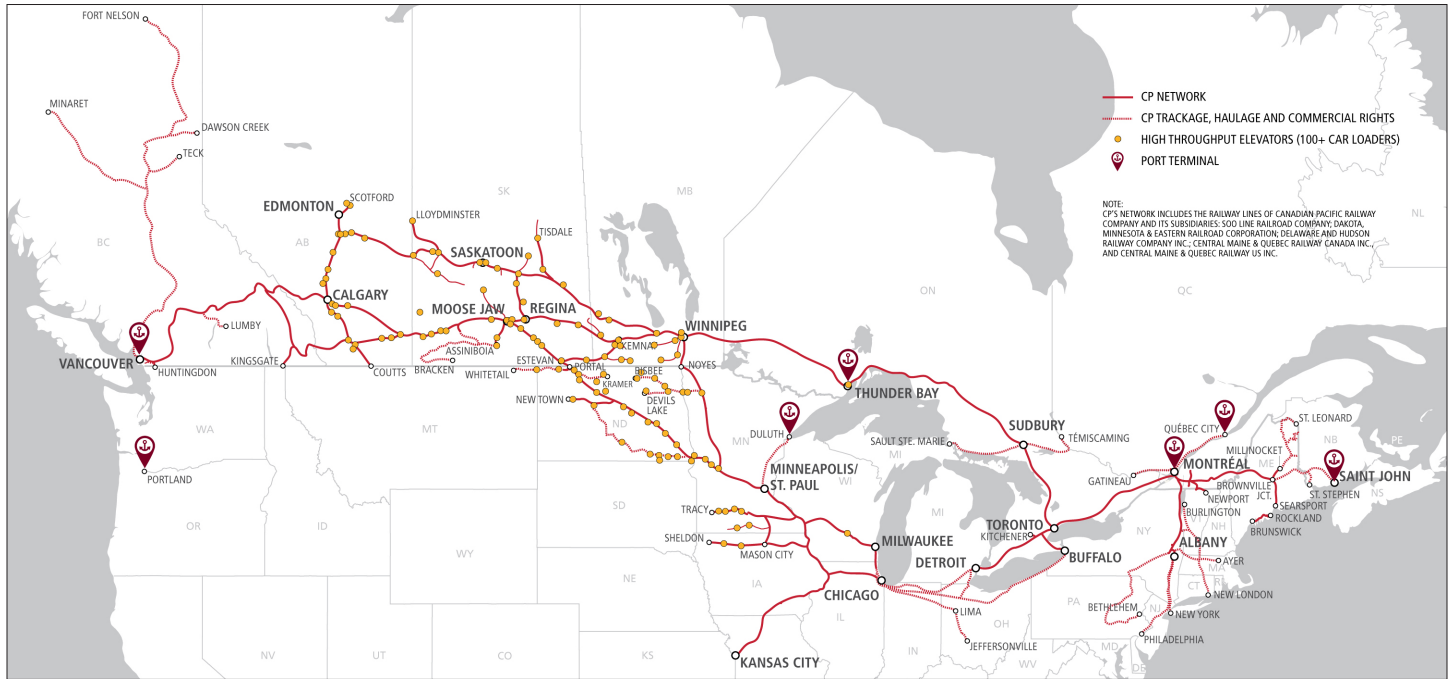 FORT NELSON
MINARET
DAWSON CREEK
TECK
CP NETWORK
CP TRACKAGE, HAULAGE AND COMMERCIAL RIGHTS
HIGH THROUGHPUT ELEVATORS (100+ CAR LOADERS)
PORT TERMINAL
NOTE:
CP'S NETWORK INCLUDES THE RAILWAY LINES OF CANADIAN PACIFIC RAILWAY
COMPANY AND ITS SUBSIDIARIES: SOO LINE RAILROAD COMPANY; DAKOTA,
MINNESOTA & EASTERN RAILROAD CORPORATION; DELAWARE AND HUDSON
RAILWAY COMPANY INC.; CENTRAL MAINE & QUEBEC RAILWAY CANADA INC.,
AND CENTRAL MAINE & QUEBEC RAILWAY US INC.
BC
AB
SK
MB
ON
QC
NL
EDMONTON
SCOTFORD
LLOYDMINSTER
TISDALE
SASKATOON
CALGARY
MOOSE JAW
REGINA
WINNIPEG
LUMBY
VANCOUVER
HUNTINGDON
KINGSGATE
COUTTS
ASSINIBOIA
BRACKEN
WHITETAIL
ESTEVAN
PORTAL
KEMNA
KRAMER
BISBEE
NOYES
NEW TOWN
DEVILS
LAKE
THUNDER BAY
DULUTH
SUDBURY
SAULT STE. MARIE
TÉMISCAMING
QUÉBEC CITY
ST. LEONARD
NB
PE
MILLINOCKET
ME
MONTRÉAL
GATINEAU
BROWNVILLE
JCT.
SAINT JOHN
ST. STEPHEN
NS
NEWPORT
BURLINGTON
SEARSPORT
ROCKLAND
BRUNSWICK
WA
MT
ND
MN
MI
WI
PORTLAND
MINNEAPOLIS/
ST. PAUL
OR
ID
SD
TRACY
SHELDON
MASON CITY
MILWAUKEE
MI
TORONTO
KITCHENER
DETROIT
BUFFALO
NY
VT
NH
ALBANY
AYER
MA
CT
RI
NEW LONDON
WY
NE
IA
CHICAGO
IL
LIMA
OH
IN
JEFFERSONVILLE
PA
BETHLEHEM
NJ
NEW YORK
PHILADELPHIA
MD
DE
WV
NV
UT
CO
KS
KANSAS CITY